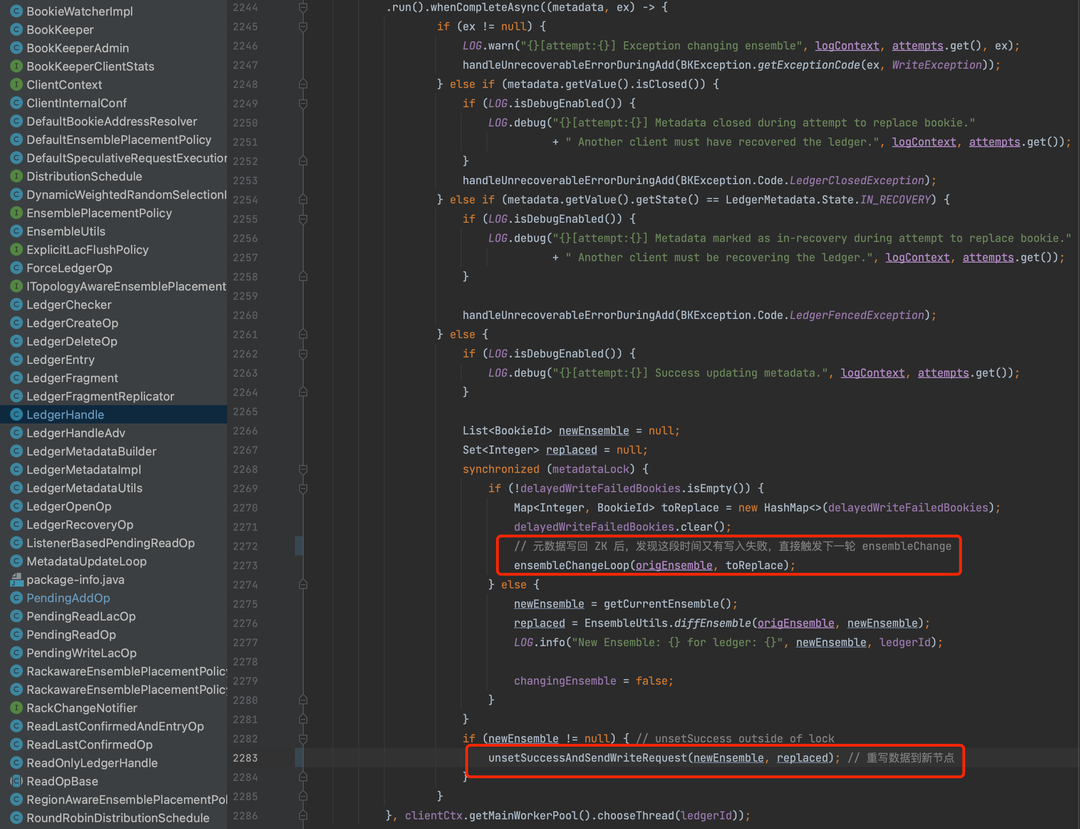 BookieWatcherImpl
BookKeeper
BookKeeperAdmin
BookKeeperClientStats
ClientContext
ClientInternalConf
DefaultBookieAddressResolver
DefaultEnsemblePlacementPolicy
DefaultSpeculativeRequestExecution
DistributionSchedule
DynamicWeightedRandomSelectionI
EnsemblePlacementPolicy
EnsembleUtils
ExplicitLacFlushPolicy
ForceLedgerOp
ITopologyAwareEnsemblePlacement
LedgerChecker
LedgerCreateOp
LedgerDeleteOp
LedgerEntry
LedgerFragment
LedgerFragmentReplicator
LedgerHandle
LedgerHandleAdv
LedgerMetadataBuilder
LedgerMetadataImpl
LedgerMetadataUtils
LedgerOpenOp
LedgerRecoveryOp
ListenerBasedPendingReadOp
MetadataUpdateLoop
package-info.java
PendingAddOp
PendingReadLacOp
PendingReadOp
PendingWriteLacOp
RackawareEnsemblePlacementPolic
RackawareEnsemblePlacementPolic
RackChangeNotifier
ReadLastConfirmedAndEntryOp
ReadLastConfirmedOp
ReadOnlyLedgerHandle
ReadOpBase
RegionAwareEnsemblePlacementPol
RoundRobinDistributionSchedule
2244 .run().whenCompleteAsync((metadata, ex) -> {
2245 if (ex != null) {
2246 LOG.warn("{}[attempt:{}] Exception changing ensemble", logContext, attempts.get(), ex);
2247 handleUnrecoverableErrorDuringAdd(BKException.getExceptionCode(ex, WriteException));
2248 } else if (metadata.getValue().isClosed()) {
2249 if (LOG.isDebugEnabled()) {
2250 LOG.debug("{}[attempt:{}] Metadata closed during attempt to replace bookie."
2251 + " Another client must have recovered the ledger.", logContext, attempts.get());
2252 }
2253 handleUnrecoverableErrorDuringAdd(BKException.Code.LedgerClosedException);
2254 } else if (metadata.getValue().getState() == LedgerMetadata.State.IN_RECOVERY) {
2255 if (LOG.isDebugEnabled()) {
2256 LOG.debug("{}[attempt:{}] Metadata marked as in-recovery during attempt to replace bookie."
2257 + " Another client must be recovering the ledger.", logContext, attempts.get());
2258 }
2259
2260 handleUnrecoverableErrorDuringAdd(BKException.Code.LedgerFencedException);
2261 } else {
2262 if (LOG.isDebugEnabled()) {
2263 LOG.debug("{}[attempt:{}] Success updating metadata.", logContext, attempts.get());
2264 }
2265
2266 List<BookieId> newEnsemble = null;
2267 Set<Integer> replaced = null;
2268 synchronized (metadataLock) {
2269 if (!delayedWriteFailedBookies.isEmpty()) {
2270 Map<Integer, BookieId> toReplace = new HashMap<>(delayedWriteFailedBookies);
2271 delayedWriteFailedBookies.clear();
2272 // 元数据写回 ZK 后，发现这段时间又有写入失败，直接触发下一轮 ensembleChange
2273 ensembleChangeLoop(origEnsemble, toReplace);
2274 } else {
2275 newEnsemble = getCurrentEnsemble();
2276 replaced = EnsembleUtils.diffEnsemble(origEnsemble, newEnsemble);
2277 LOG.info("New Ensemble: {} for ledger: {}", newEnsemble, ledgerId);
2278
2279 changingEnsemble = false;
2280 }
2281 }
2282 if (newEnsemble != null) { // unsetSuccess outside of lock
2283 unsetSuccessAndSendWriteRequest(newEnsemble, replaced); // 重写数据到新节点
2284 }
2285 }
2286 }, clientCtx.getMainWorkerPool().chooseThread(ledgerId));